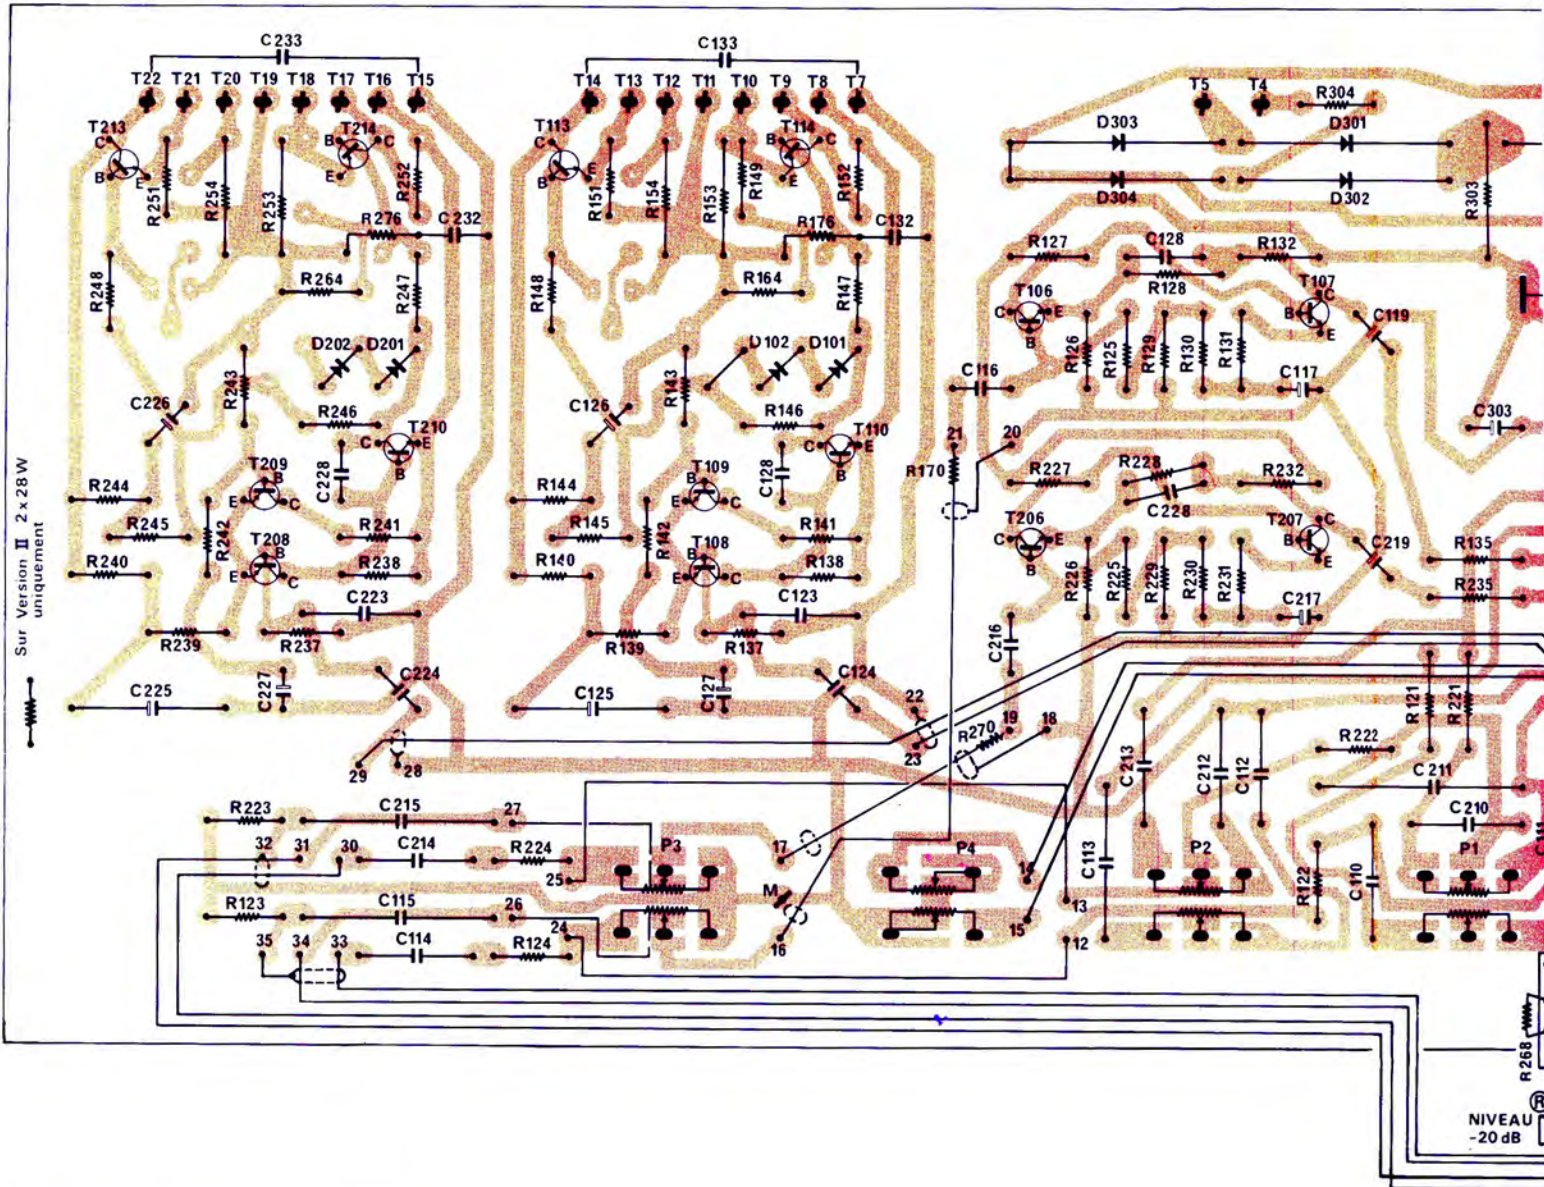 C233
C133
T22 T21 T20 T19 T18 T17 T16 T15
T14 T13 T12 T11 T10 T9 T8 T7
T5 T4
R304
T213 C B E
T214 B C E
T113 C B E
T114 B C E
D303 D301
R251 R254 R253 R252
R151 R154 R153 R149 R152
D304 D302
R303
R276 C232
R176 C132
R127 C128 R132
R128
R248 R264 R247
R148 R164 R147
T106 C E B
T107 C B E
C119
D202 D201
D102 D101
R126 R125 R129 R130 R131
R243
R143
C116 C117
C226
C126
R246
R146
C303
T210 C E B
T110 C E B
21 20
R170
C228
C128
T209 B E C
T109 B E C
R227 R228 R232
C228
R244
R144
R245 R242 R241
R145 R142 R141
T208 B E C
T108 B E C
T206 C E B
T207 C B E
C219
R135
R240 R238
R140 R138
R226 R225 R229 R230 R231
R235
C223
C123
C217
R239 R237
R139 R137
C216
Sur Version II 2 x 28 W
uniquement
C225 C227 C224
C125 C127 C124
22
23
R270 19 18
R121 R221
R222
C213 C212 C112
C211
29 28
R223 C215 27
C210
32 31 30 C214 R224
25
P3
17
P4
14
C113
P2
P1
C111
M
R122 C110
13
R123 C115 26
24
15
12
16
35 34 33 C114 R124
R268
R
NIVEAU
-20 dB